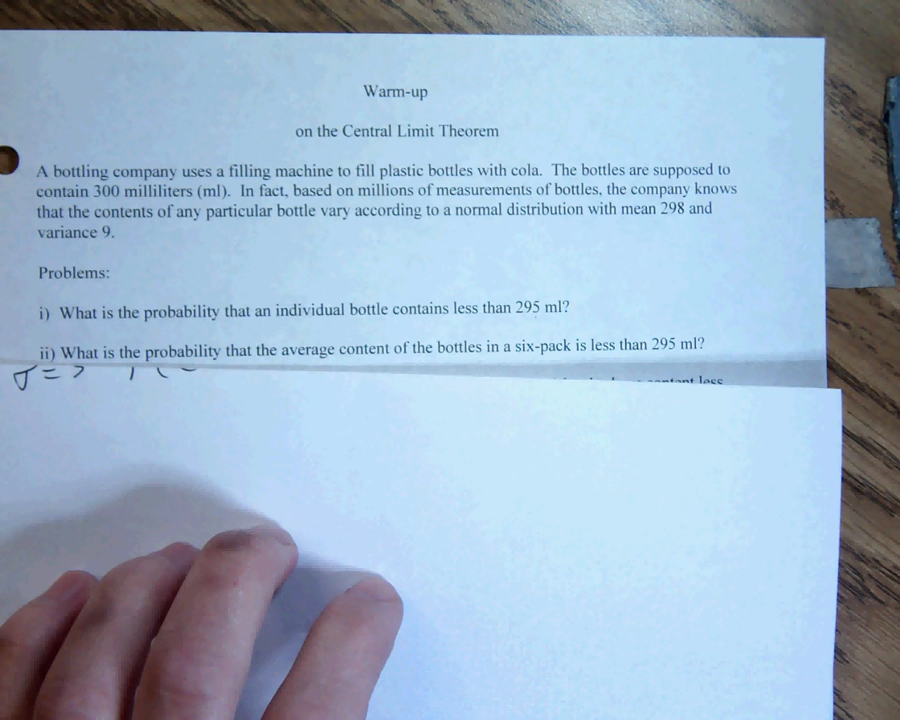 Warm-up
on the Central Limit Theorem
A bottling company uses a filling machine to fill plastic bottles with cola. The bottles are supposed to
contain 300 milliliters (ml). In fact, based on millions of measurements of bottles, the company knows
that the contents of any particular bottle vary according to a normal distribution with mean 298 and
variance 9.
Problems:
i) What is the probability that an individual bottle contains less than 295 ml?
ii) What is the probability that the average content of the bottles in a six-pack is less than 295 ml?
less